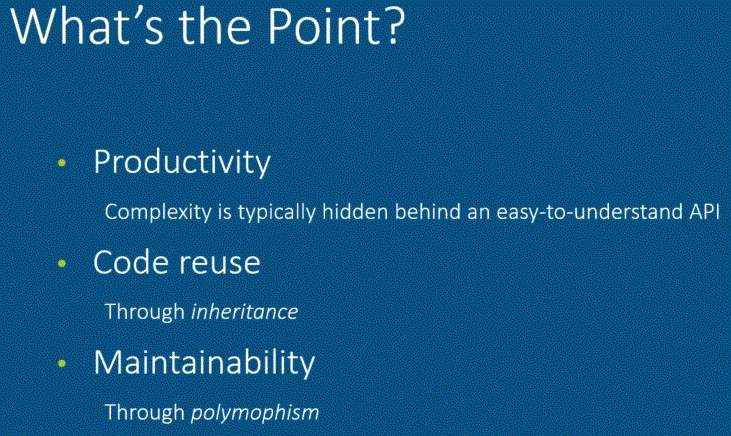 What's the Point?
• Productivity
Complexity is typically hidden behind an easy-to-understand API
• Code reuse
Through inheritance
• Maintainability
Through polymophism